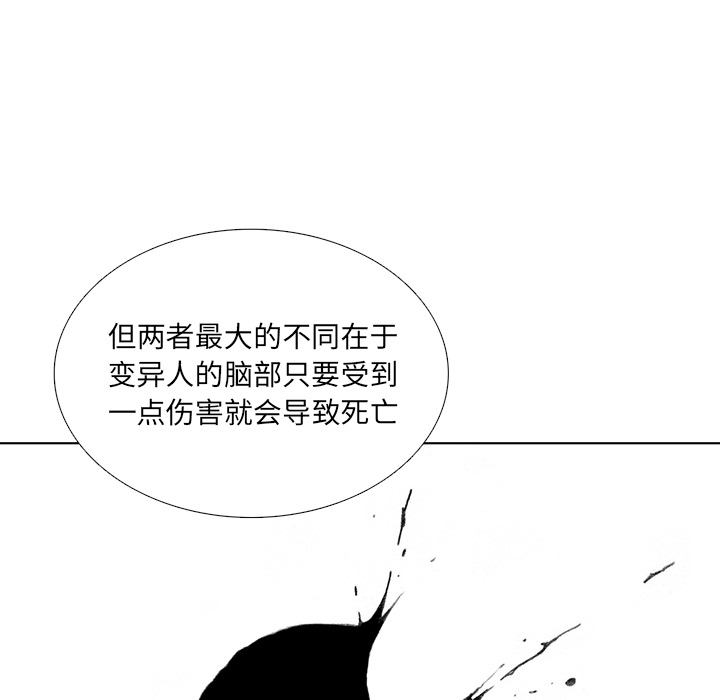 但两者最大的不同在于
变异人的脑部只要受到
一点伤害就会导致死亡